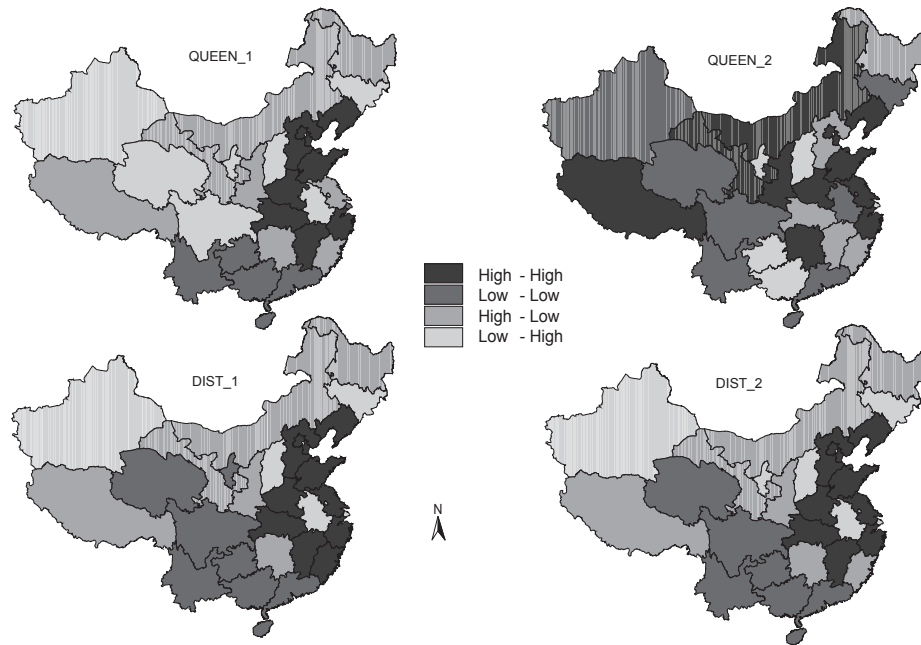 QUEEN_1
QUEEN_2
High - High
Low - Low
High - Low
Low - High
DIST_1
DIST_2
N